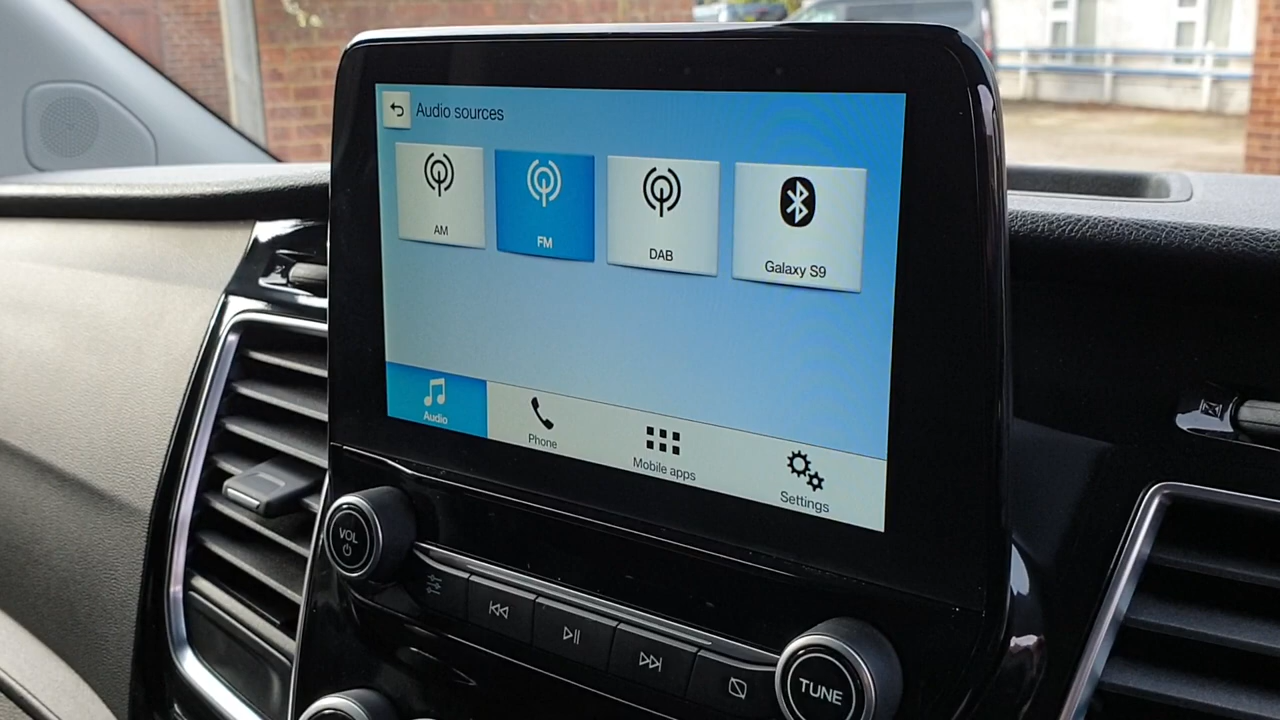 Audio sources
AM
FM
DAB
Galaxy S9
Audio
Phone
Mobile apps
Settings
VOL
TUNE